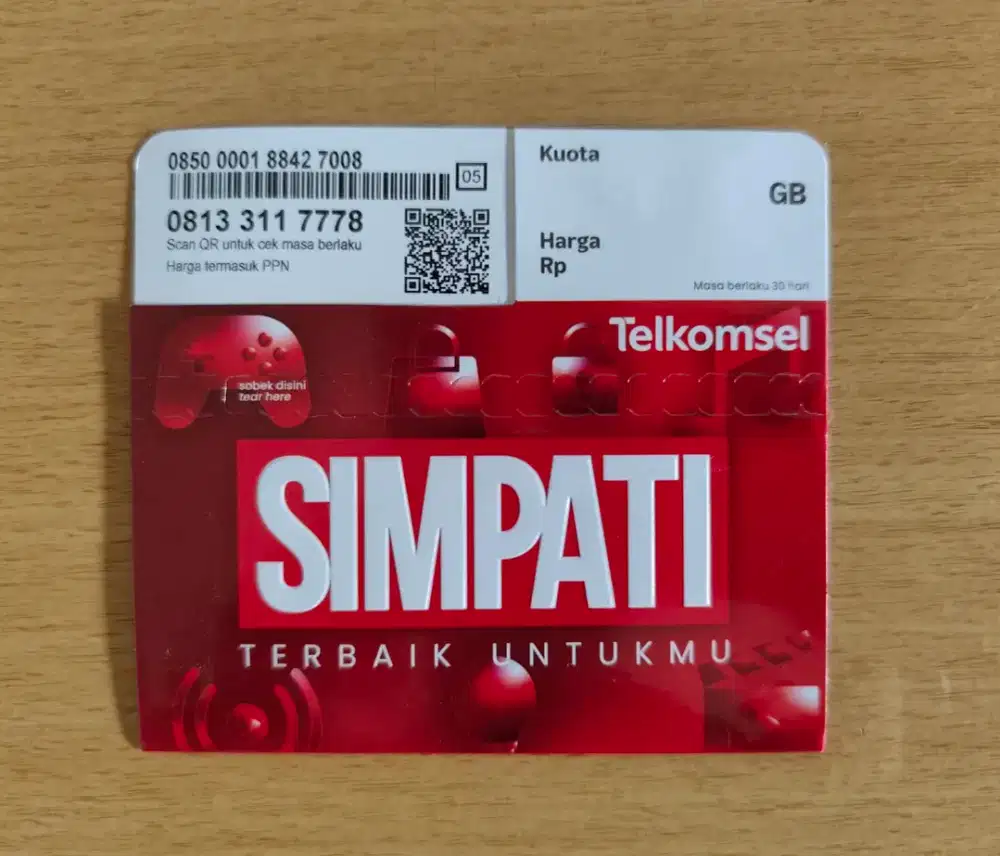 0850 0001 8842 7008
05
0813 311 7778
Scan QR untuk cek masa berlaku
Harga termasuk PPN
Kuota
GB
Harga
Rp
Masa berlaku 30 hari
Telkomsel
sobek disini
tear here
SIMPATI
TERBAIK UNTUKMU